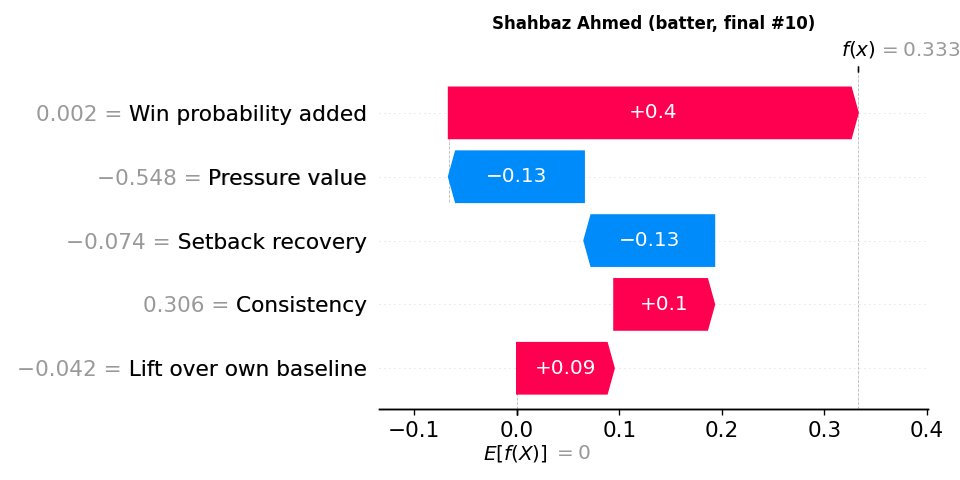 Shahbaz Ahmed (batter, final #10)
f(x) = 0.333
0.002 = Win probability added
+0.4
−0.548 = Pressure value
−0.13
−0.074 = Setback recovery
−0.13
0.306 = Consistency
+0.1
−0.042 = Lift over own baseline
+0.09
−0.1 0.0 0.1 0.2 0.3 0.4
E[f(X)] = 0